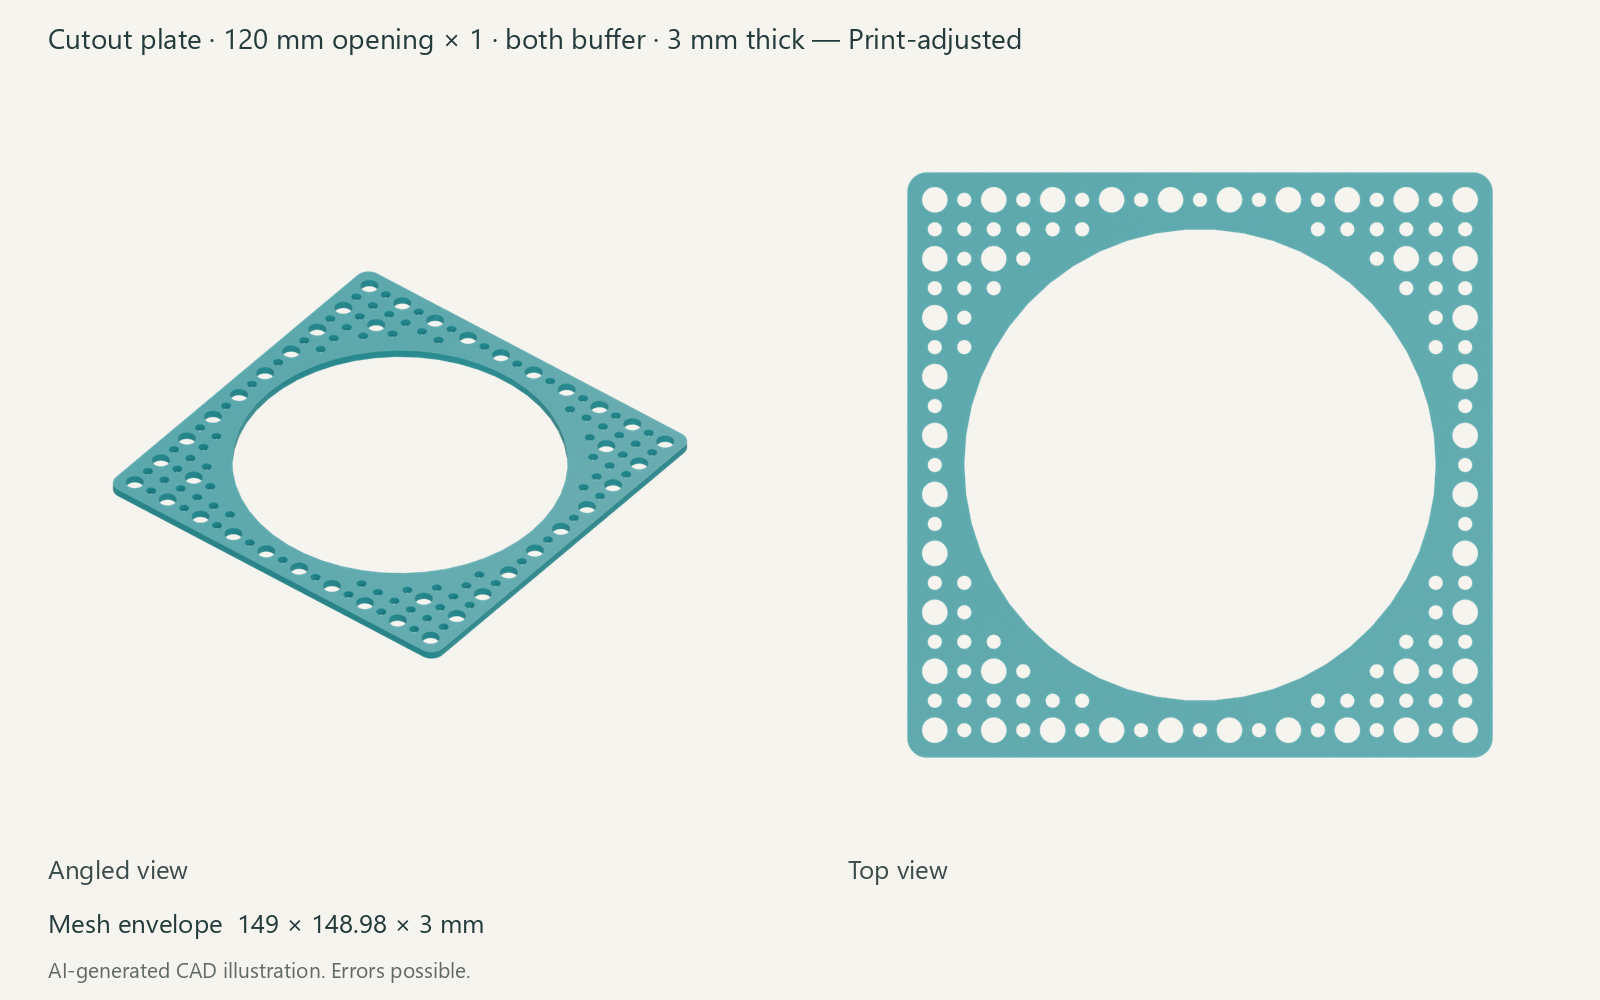 Cutout plate · 120 mm opening × 1 · both buffer · 3 mm thick — Print-adjusted
Angled view
Top view
Mesh envelope 149 × 148.98 × 3 mm
AI-generated CAD illustration. Errors possible.